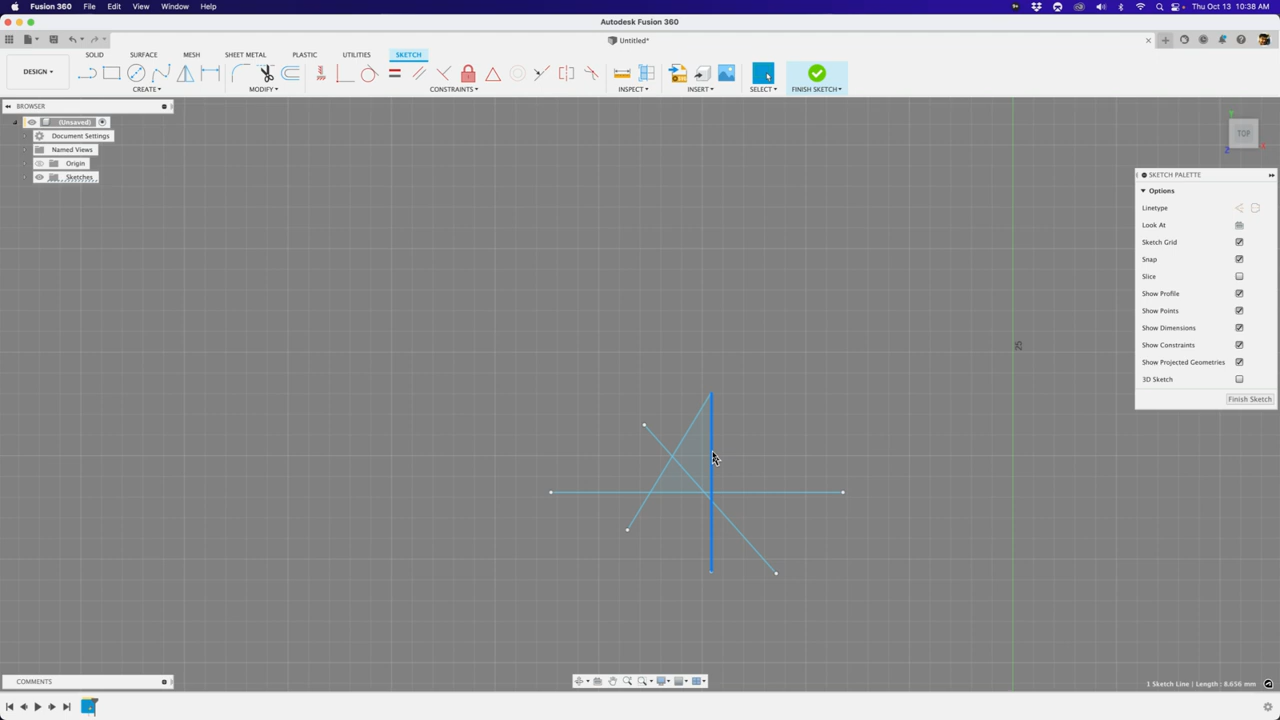 Fusion 360 File Edit View Window Help Thu Oct 13 10:38 AM
Autodesk Fusion 360
Untitled*
SOLID SURFACE MESH SHEET METAL PLASTIC UTILITIES SKETCH
DESIGN
CREATE MODIFY CONSTRAINTS INSPECT INSERT SELECT FINISH SKETCH
BROWSER
(Unsaved)
Document Settings
Named Views
Origin
Sketches
Y
TOP
X
Z
SKETCH PALETTE
Options
Linetype
Look At
Sketch Grid
Snap
Slice
Show Profile
Show Points
Show Dimensions
Show Constraints
Show Projected Geometries
3D Sketch
Finish Sketch
25
COMMENTS
1 Sketch Line | Length : 8.656 mm